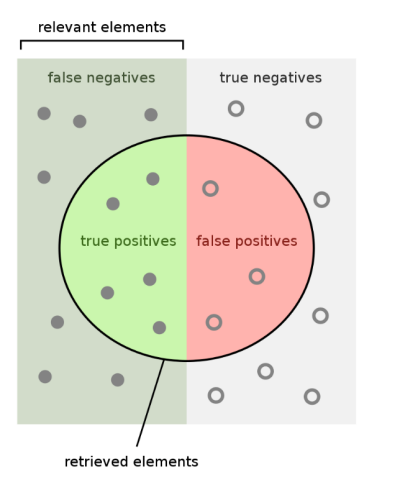 relevant elements
false negatives
true negatives
true positives
false positives
retrieved elements